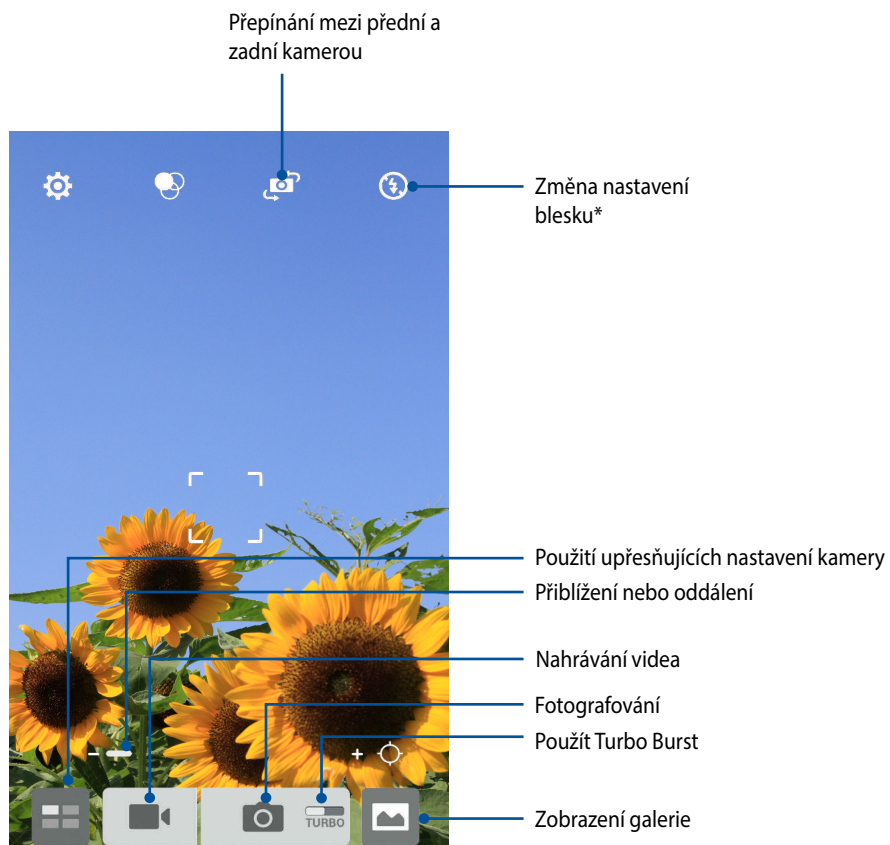 Přepínání mezi přední a
zadní kamerou
Změna nastavení
blesku*
Použití upřesňujících nastavení kamery
Přiblížení nebo oddálení
Nahrávání videa
Fotografování
Použít Turbo Burst
TURBO
Zobrazení galerie